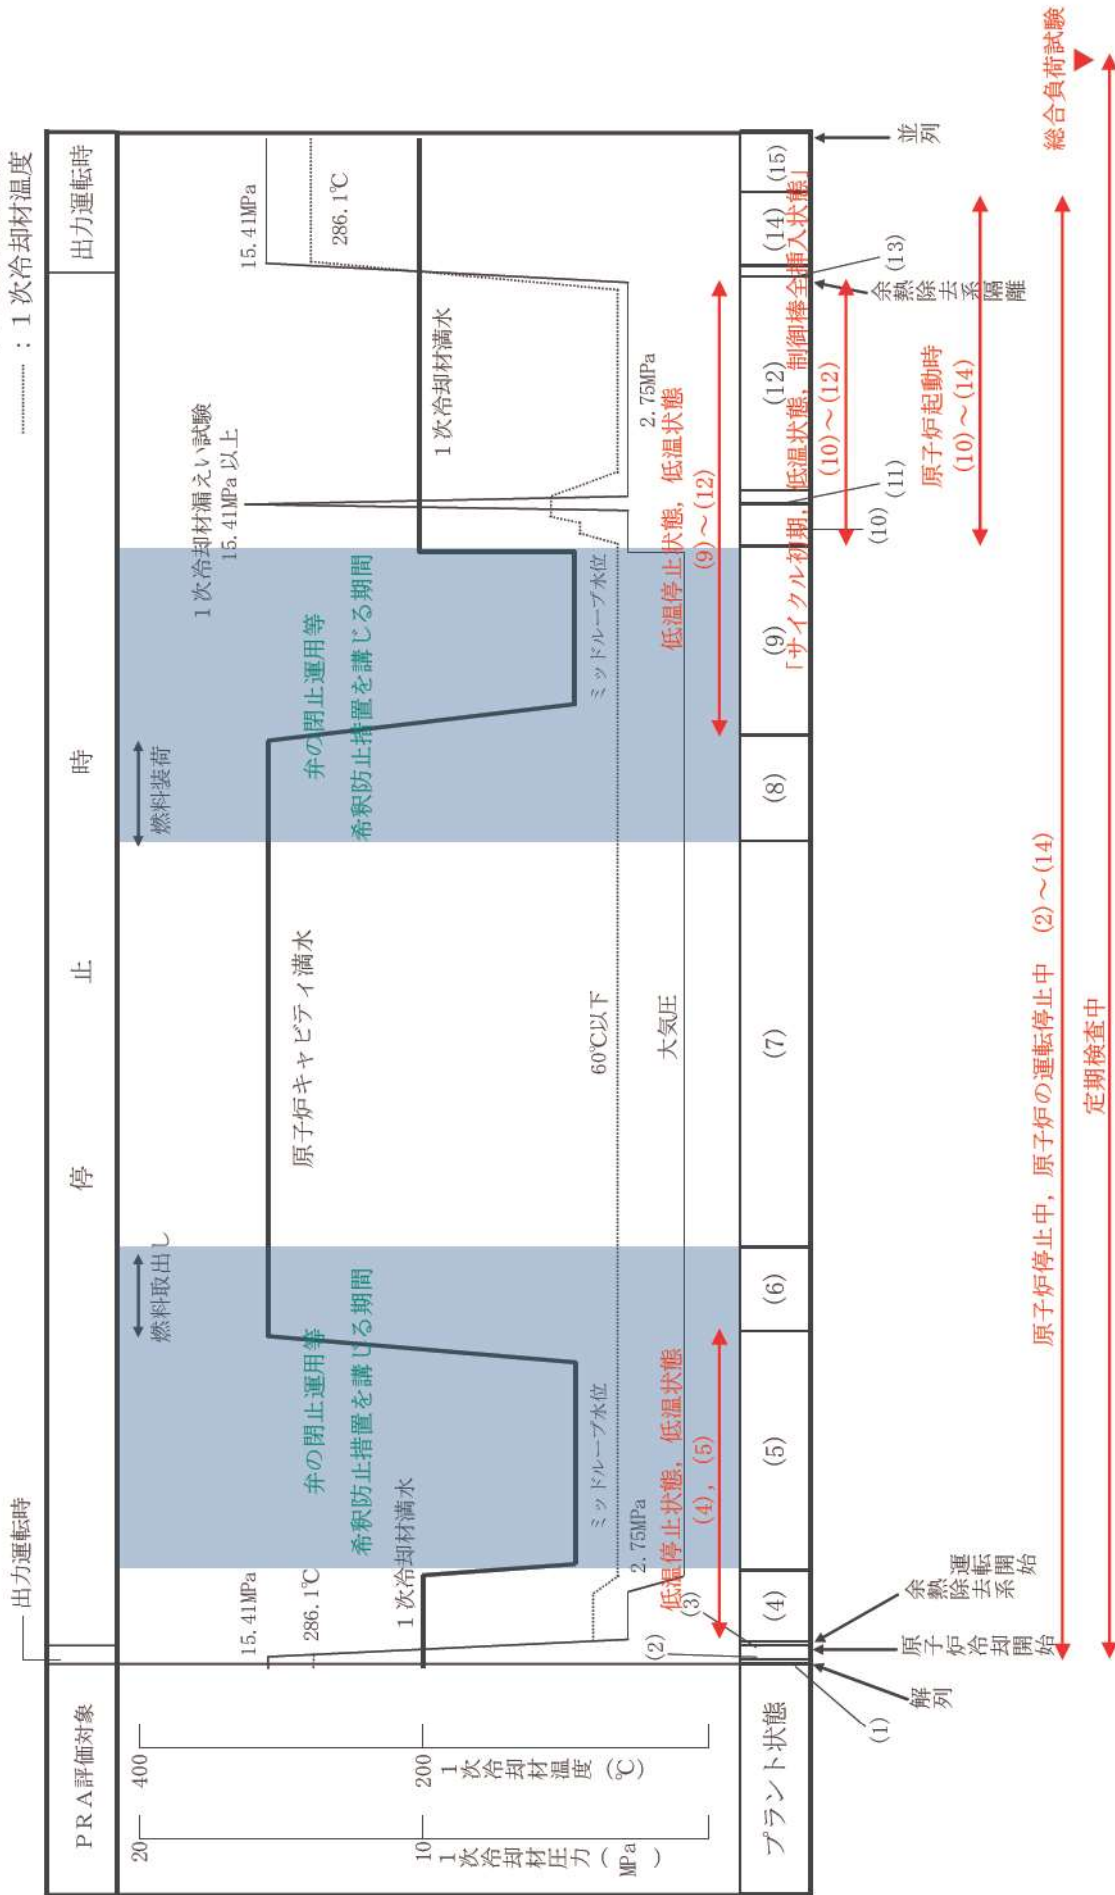 : 1次冷却材温度
PRA評価対象
出力運転時
停止時
出力運転時
20
10
1次冷却材圧力(MPa)
400
200
1次冷却材温度(℃)
15.41MPa
286.1℃
1次冷却材満水
2.75MPa
燃料取出し
弁の閉止運用等
希釈防止措置を講じる期間
ミッドループ水位
低温停止状態，低温状態
(4)，(5)
原子炉キャビティ満水
60℃以下
大気圧
燃料装荷
弁の閉止運用等
希釈防止措置を講じる期間
ミッドループ水位
1次冷却材漏えい試験
15.41MPa以上
1次冷却材満水
15.41MPa
286.1℃
2.75MPa
低温停止状態，低温状態
(9)～(12)
プラント状態
(1)
(2)
(3)
(4)
(5)
(6)
(7)
(8)
(9)
(10)
(11)
(12)
(13)
(14)
(15)
解列
原子炉冷却開始
余熱除去系運転開始
余熱除去系隔離
並列
「サイクル初期，低温状態，制御棒全挿入状態」
(10)～(12)
原子炉起動時
(10)～(14)
原子炉停止中，原子炉の運転停止中　(2)～(14)
総合負荷試験
定期検査中